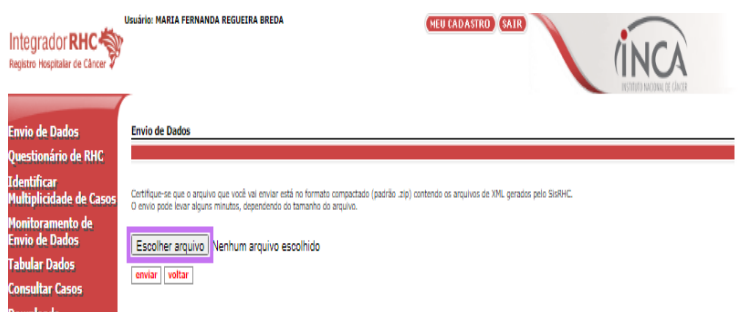 Usuário: MARIA FERNANDA REGUEIRA BREDA
MEU CADASTRO SAIR
Integrador RHC
Registro Hospitalar de Câncer
INCA
INSTITUTO NACIONAL DE CÂNCER
Envio de Dados
Questionário de RHC
Identificar
Multiplicidade de Casos
Monitoramento de
Envio de Dados
Tabular Dados
Consultar Casos
Envio de Dados
Certifique-se que o arquivo que você vai enviar está no formato compactado (padrão .zip) contendo os arquivos de XML gerados pelo SisRHC.
O envio pode levar alguns minutos, dependendo do tamanho do arquivo.
Escolher arquivo Nenhum arquivo escolhido
enviar voltar